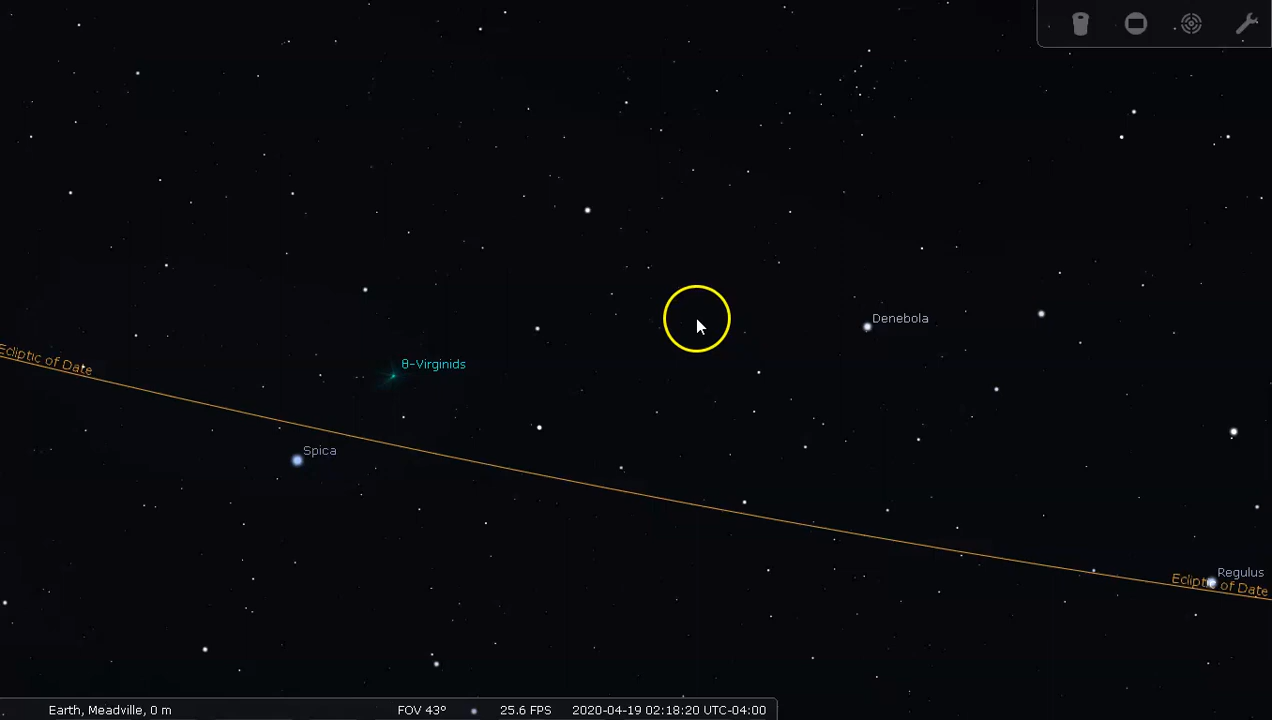 Denebola
Ecliptic of Date
θ-Virginids
Spica
Regulus
Ecliptic of Date
Earth, Meadville, 0 m
FOV 43°
25.6 FPS
2020-04-19 02:18:20 UTC-04:00